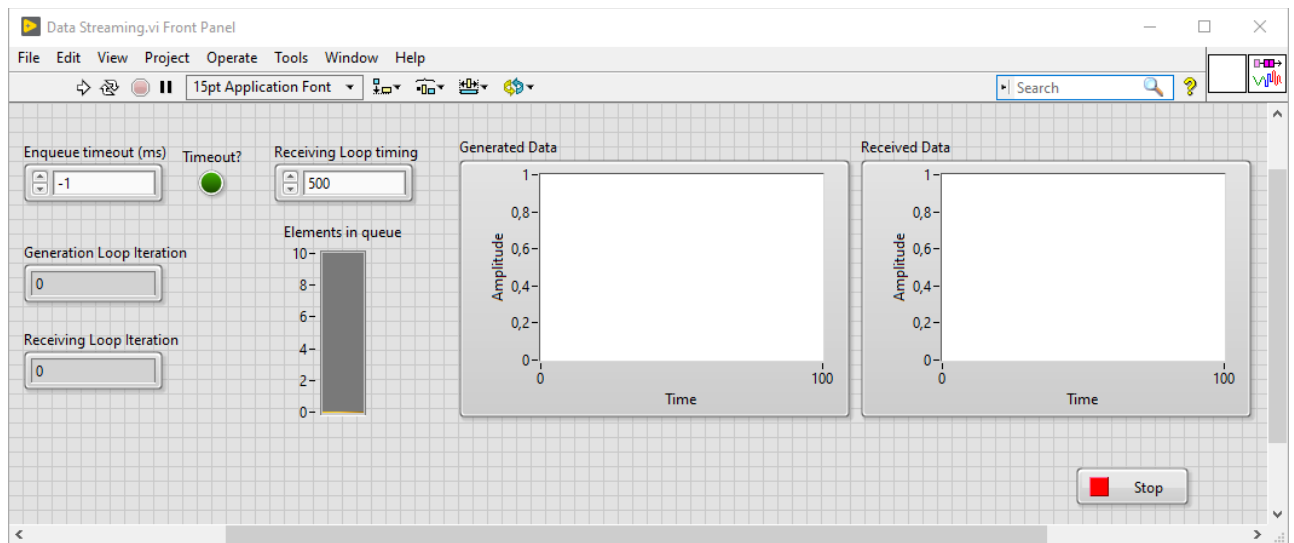 Data Streaming.vi Front Panel
File Edit View Project Operate Tools Window Help
15pt Application Font
Search
?
Enqueue timeout (ms)
-1
Timeout?
Receiving Loop timing
500
Generation Loop Iteration
0
Receiving Loop Iteration
0
Elements in queue
10
8
6
4
2
0
Generated Data
Amplitude
1
0,8
0,6
0,4
0,2
0
0 100
Time
Received Data
Amplitude
1
0,8
0,6
0,4
0,2
0
0 100
Time
Stop